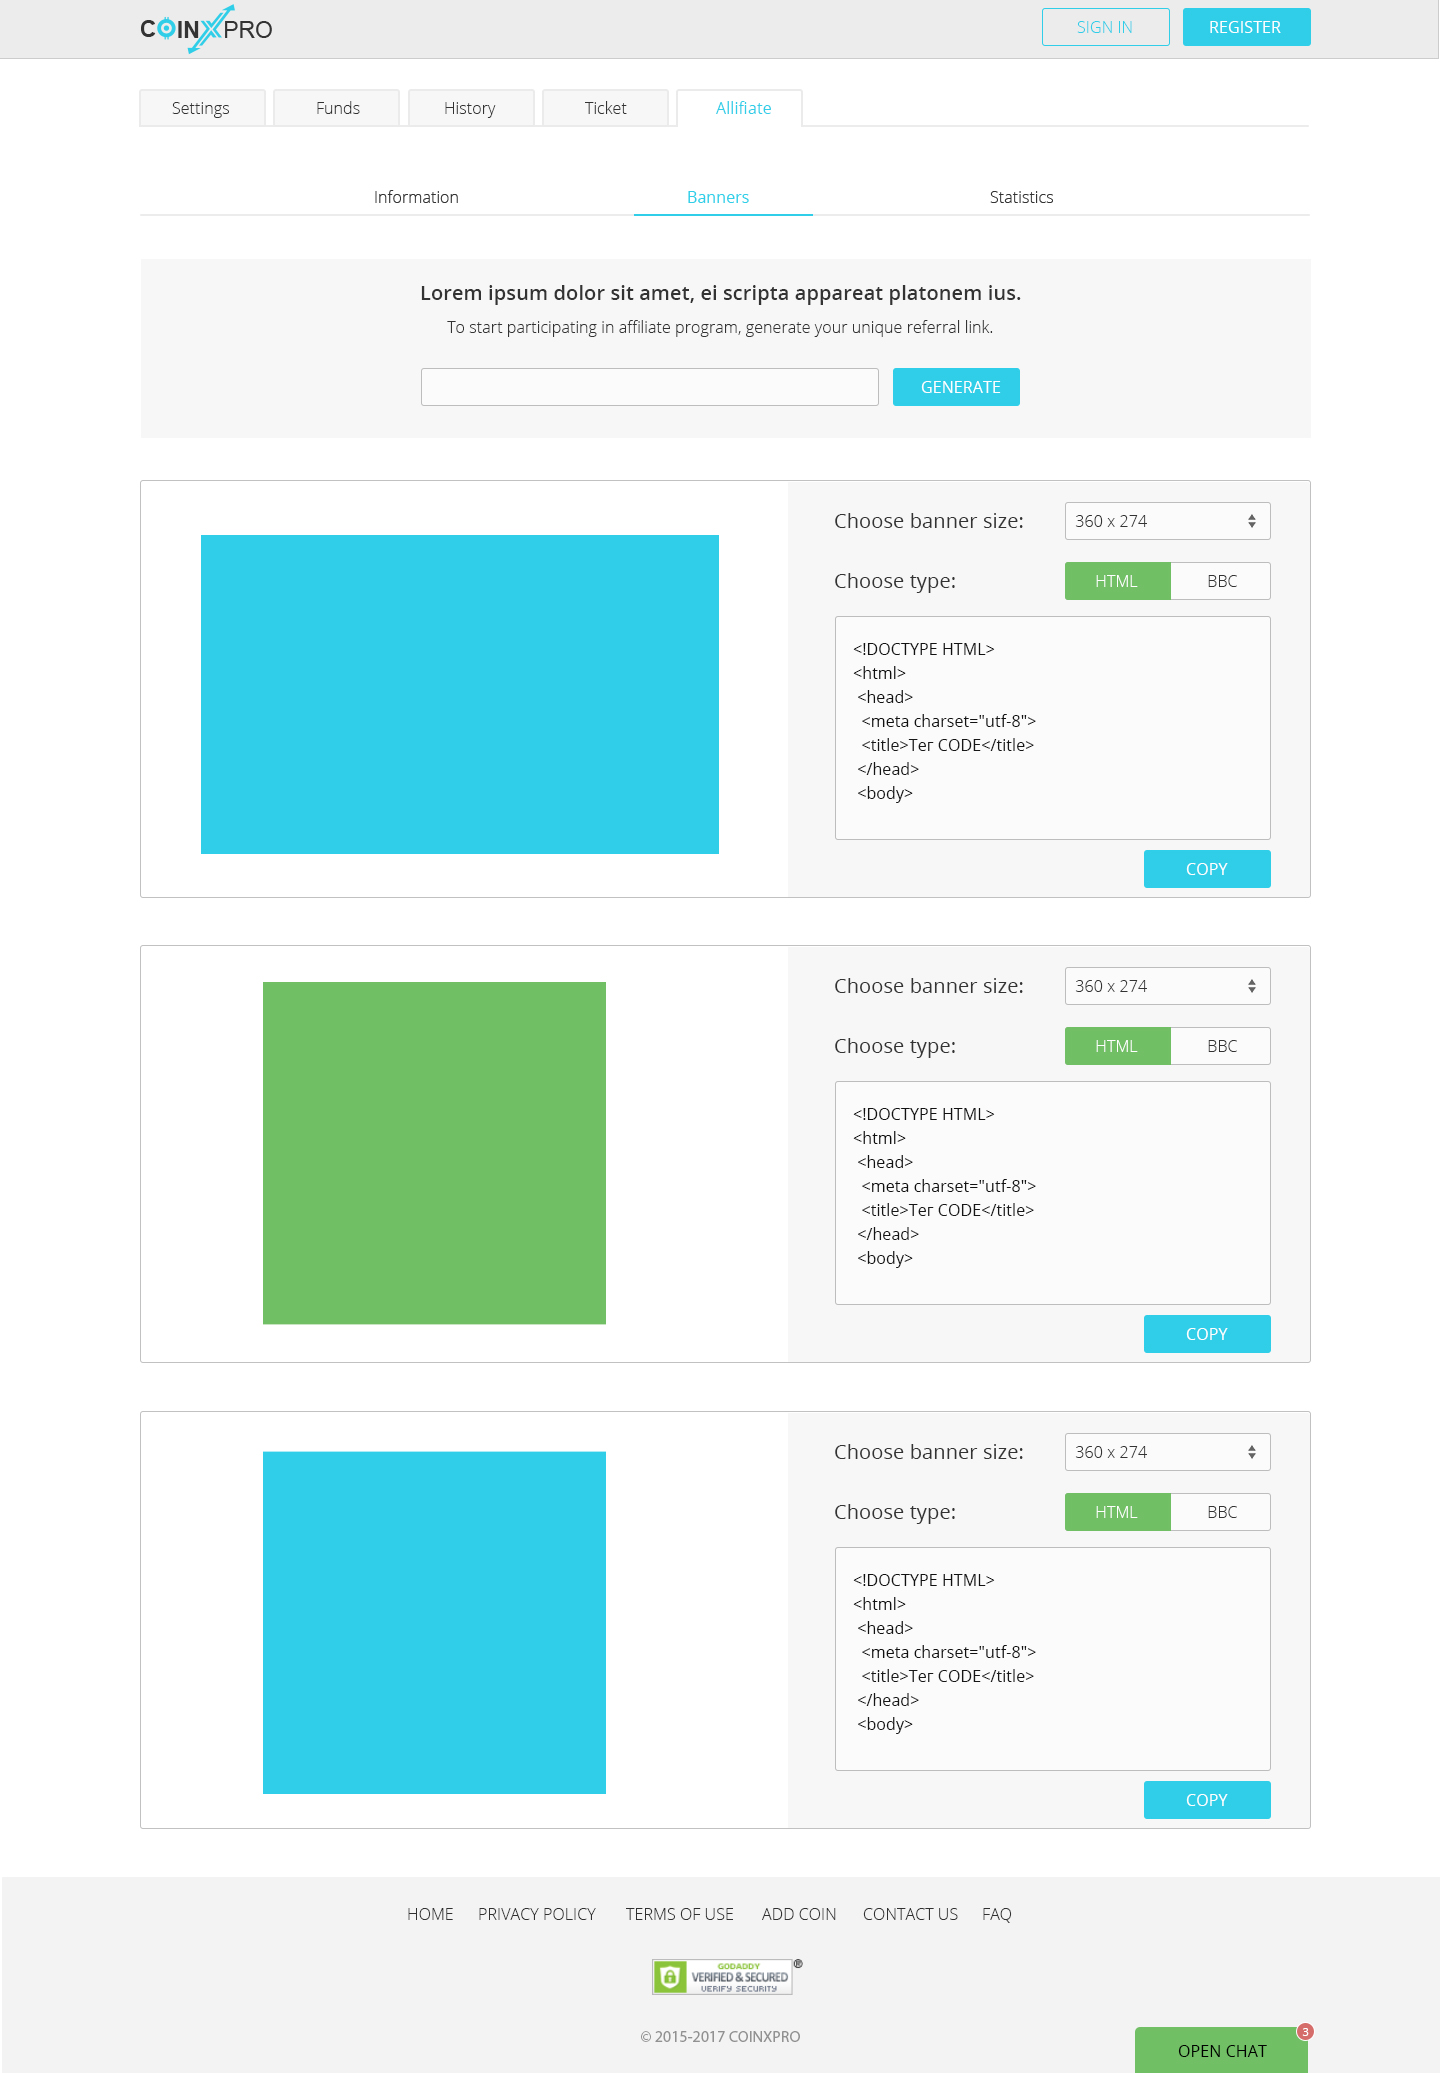 COINXPRO
SIGN IN
REGISTER
Settings
Funds
History
Ticket
Allifiate
Information
Banners
Statistics
Lorem ipsum dolor sit amet, ei scripta appareat platonem ius.
To start participating in affiliate program, generate your unique referral link.
GENERATE
Choose banner size:
360 x 274
Choose type:
HTML
BBC
<!DOCTYPE HTML>
<html>
<head>
<meta charset="utf-8">
<title>Тег CODE</title>
</head>
<body>
COPY
Choose banner size:
360 x 274
Choose type:
HTML
BBC
<!DOCTYPE HTML>
<html>
<head>
<meta charset="utf-8">
<title>Тег CODE</title>
</head>
<body>
COPY
Choose banner size:
360 x 274
Choose type:
HTML
BBC
<!DOCTYPE HTML>
<html>
<head>
<meta charset="utf-8">
<title>Тег CODE</title>
</head>
<body>
COPY
HOME
PRIVACY POLICY
TERMS OF USE
ADD COIN
CONTACT US
FAQ
GODADDY
VERIFIED & SECURED
VERIFY SECURITY
®
© 2015-2017 COINXPRO
3
OPEN CHAT